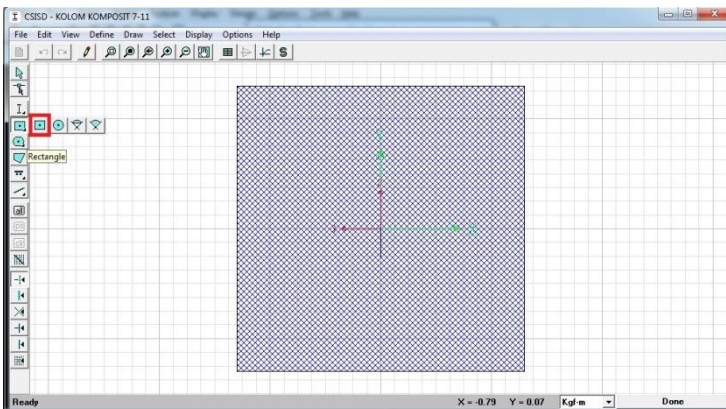 CSISD - KOLOM KOMPOSIT 7-11
File Edit View Define Draw Select Display Options Help
Rectangle
Ready X = -0.79 Y = 0.07 Kgf-m Done